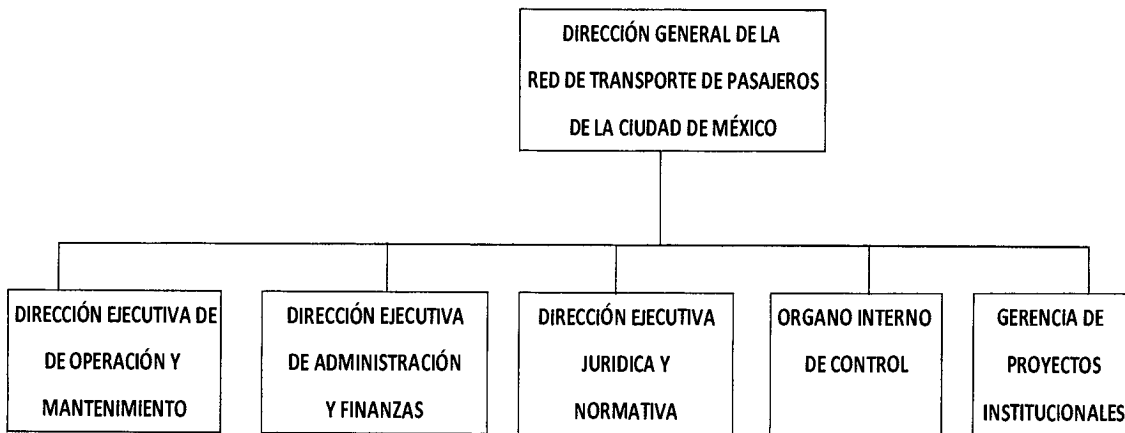 DIRECCIÓN GENERAL DE LA
RED DE TRANSPORTE DE PASAJEROS
DE LA CIUDAD DE MÉXICO
DIRECCIÓN EJECUTIVA DE
DE OPERACIÓN Y
MANTENIMIENTO
DIRECCIÓN EJECUTIVA
DE ADMINISTRACIÓN
Y FINANZAS
DIRECCIÓN EJECUTIVA
JURIDICA Y
NORMATIVA
ORGANO INTERNO
DE CONTROL
GERENCIA DE
PROYECTOS
INSTITUCIONALES